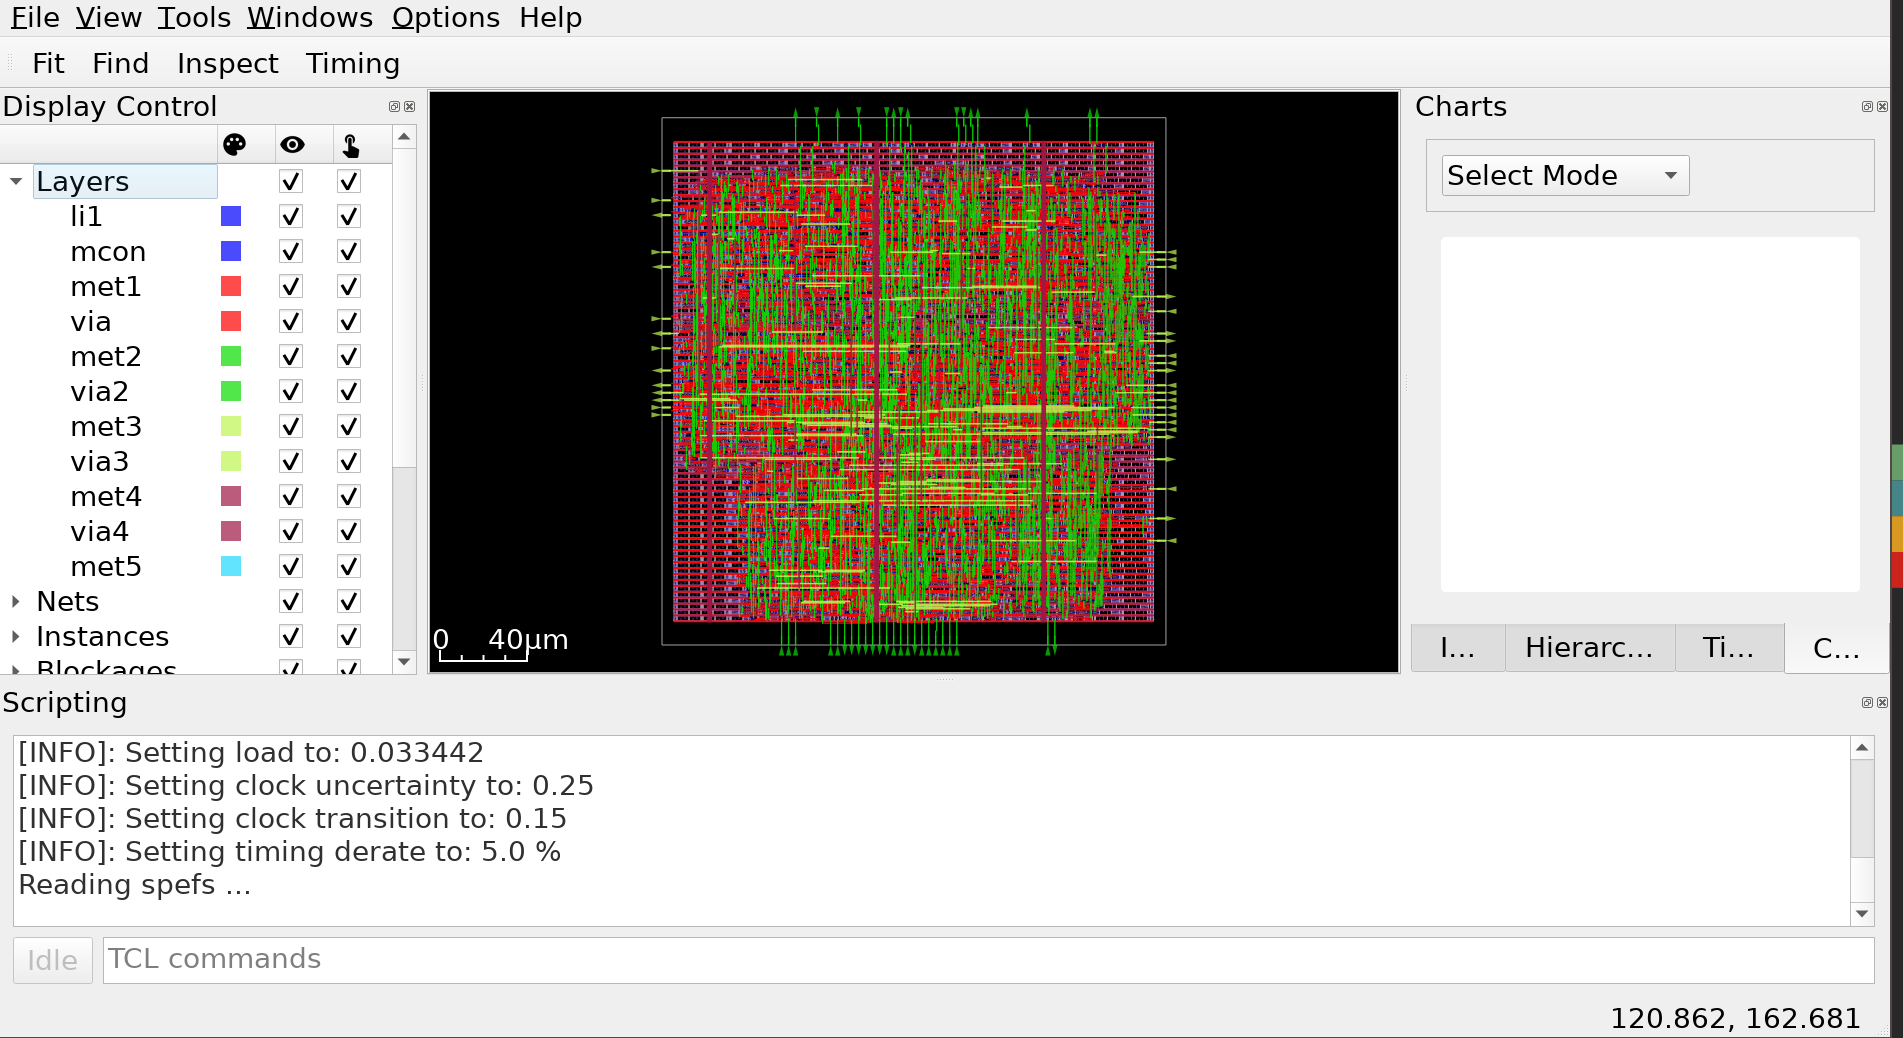 File View Tools Windows Options Help
Fit Find Inspect Timing
Display Control
Layers
li1
mcon
met1
via
met2
via2
met3
via3
met4
via4
met5
Nets
Instances
Blockages
0 40µm
Charts
Select Mode
I... Hierarc... Ti... C...
Scripting
[INFO]: Setting load to: 0.033442
[INFO]: Setting clock uncertainty to: 0.25
[INFO]: Setting clock transition to: 0.15
[INFO]: Setting timing derate to: 5.0 %
Reading spefs ...
Idle TCL commands
120.862, 162.681